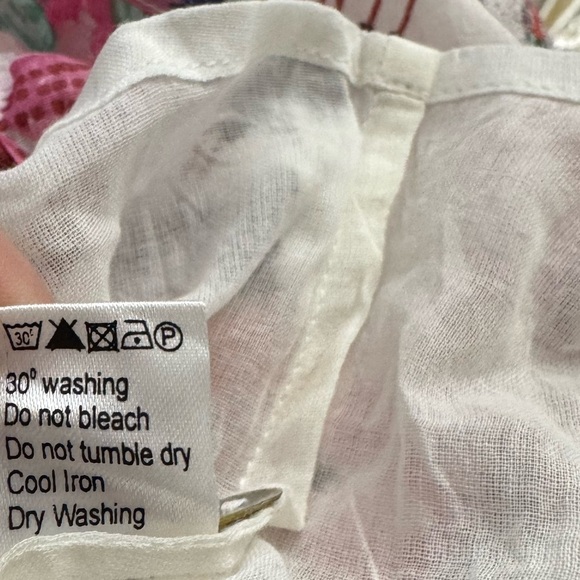 30° P
30° washing
Do not bleach
Do not tumble dry
Cool Iron
Dry Washing